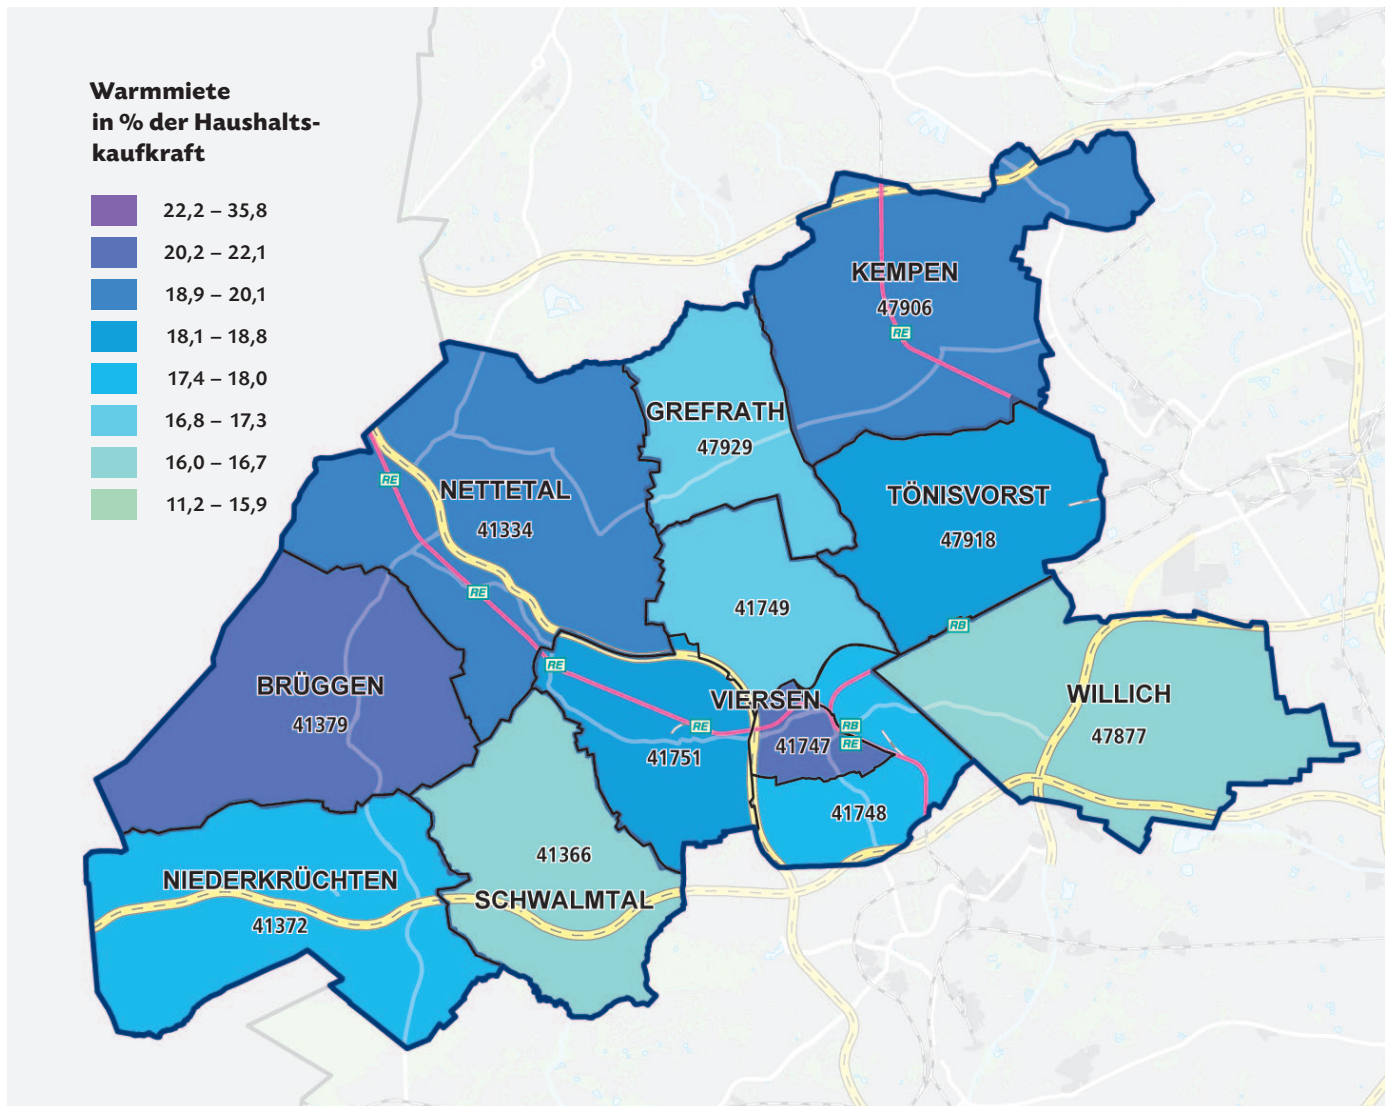 Warmmiete
in % der Haushalts-
kaufkraft
22,2 – 35,8
20,2 – 22,1
18,9 – 20,1
18,1 – 18,8
17,4 – 18,0
16,8 – 17,3
16,0 – 16,7
11,2 – 15,9
KEMPEN
47906
RE
GREFRATH
47929
RE
NETTETAL
41334
TÖNISVORST
47918
RE
41749
RB
RE
BRÜGGEN
41379
VIERSEN
WILLICH
47877
RE
RB
RE
41747
41751
41748
41366
SCHWALMTAL
NIEDERKRÜCHTEN
41372